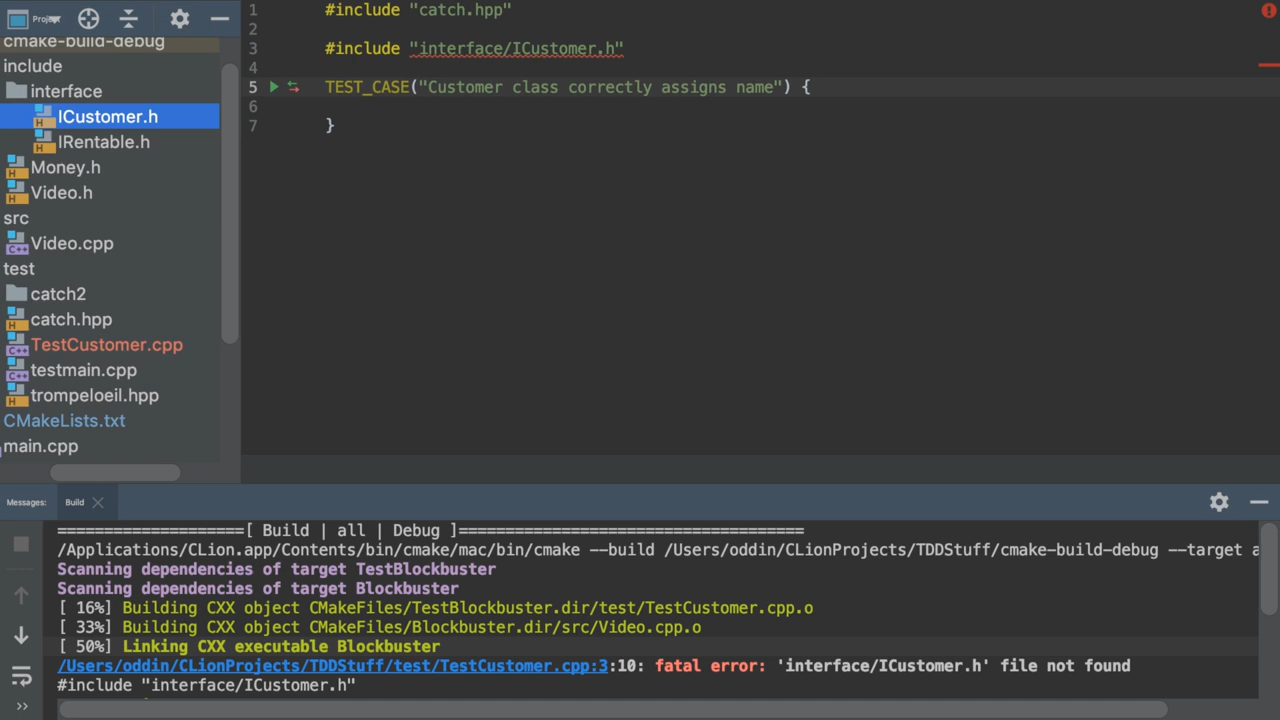 Project
cmake-build-debug
include
interface
ICustomer.h
IRentable.h
Money.h
Video.h
src
Video.cpp
test
catch2
catch.hpp
TestCustomer.cpp
testmain.cpp
trompeloeil.hpp
CMakeLists.txt
main.cpp
1 #include "catch.hpp"
2
3 #include "interface/ICustomer.h"
4
5 TEST_CASE("Customer class correctly assigns name") {
6
7 }
Messages: Build
====================[ Build | all | Debug ]=====================================
/Applications/CLion.app/Contents/bin/cmake/mac/bin/cmake --build /Users/oddin/CLionProjects/TDDStuff/cmake-build-debug --target a
Scanning dependencies of target TestBlockbuster
Scanning dependencies of target Blockbuster
[ 16%] Building CXX object CMakeFiles/TestBlockbuster.dir/test/TestCustomer.cpp.o
[ 33%] Building CXX object CMakeFiles/Blockbuster.dir/src/Video.cpp.o
[ 50%] Linking CXX executable Blockbuster
/Users/oddin/CLionProjects/TDDStuff/test/TestCustomer.cpp:3:10: fatal error: 'interface/ICustomer.h' file not found
#include "interface/ICustomer.h"